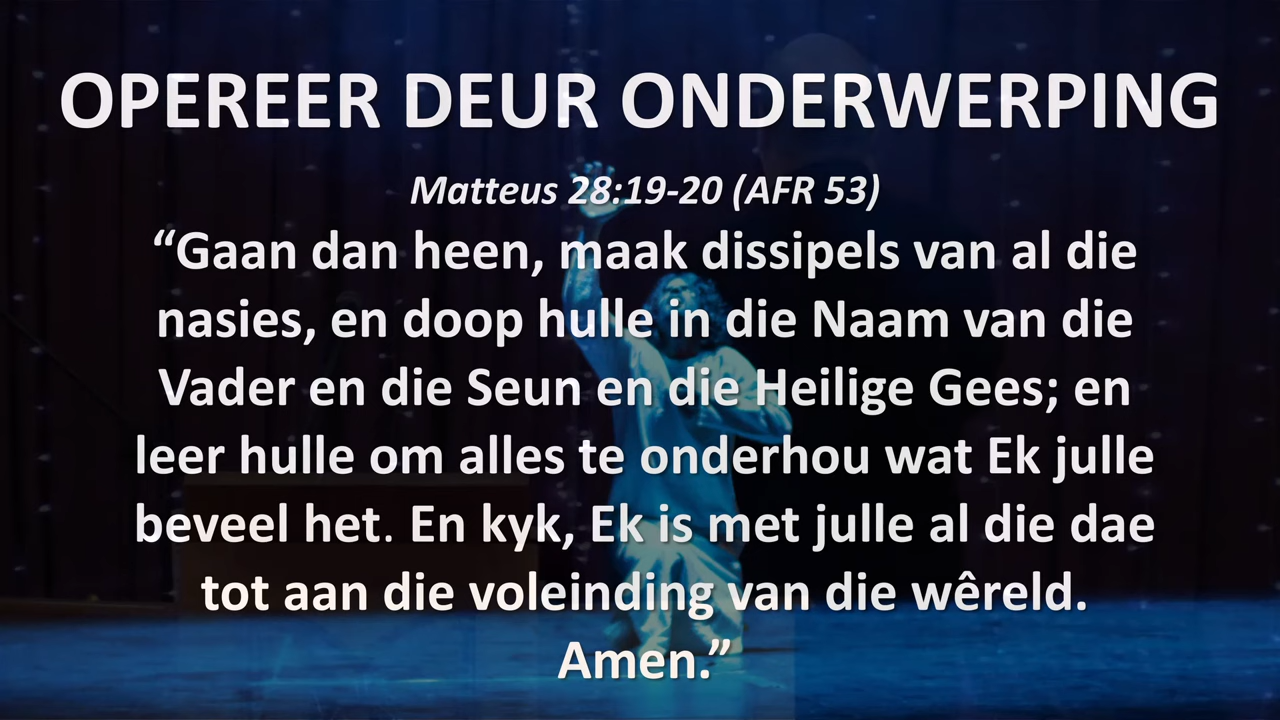 OPEREER DEUR ONDERWERPING
Matteus 28:19-20 (AFR 53)
“Gaan dan heen, maak dissipels van al die
nasies, en doop hulle in die Naam van die
Vader en die Seun en die Heilige Gees; en
leer hulle om alles te onderhou wat Ek julle
beveel het. En kyk, Ek is met julle al die dae
tot aan die voleinding van die wêreld.
Amen.”